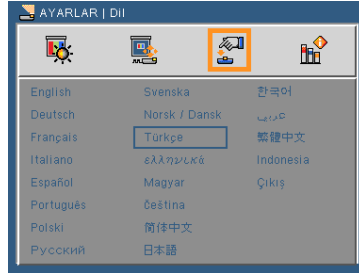 AYARLAR | Dil
English Svenska 한국어
Deutsch Norsk / Dansk عربي
Français Türkçe 繁體中文
Italiano ελληνικά Indonesia
Español Magyar Çıkış
Português Čeština
Polski 简体中文
Русский 日本語